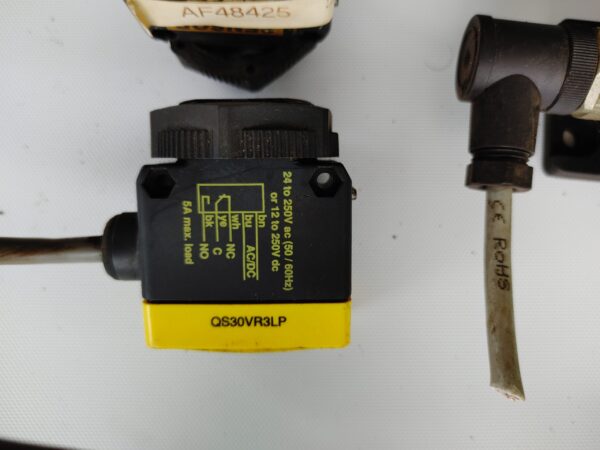 AF48425
24 to 250V ac (50 / 60Hz)
or 12 to 250V dc
bn
bu
AC/DC
wh
NC
ye
C
bk
NO
5A max. load
QS30VR3LP
CE ROHS